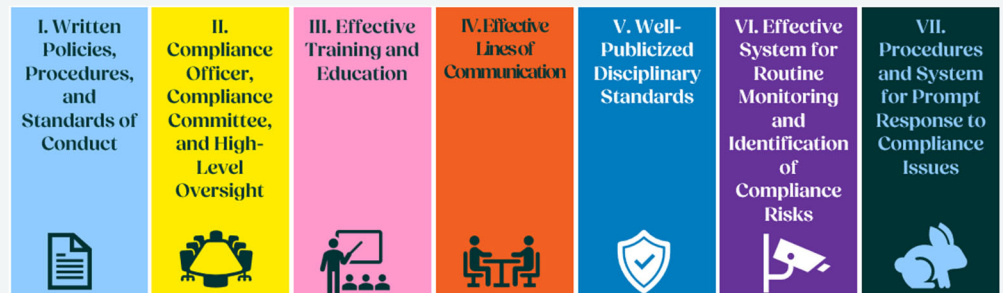 I. Written
Policies,
Procedures,
and
Standards of
Conduct
II.
Compliance
Officer,
Compliance
Committee,
and High-
Level
Oversight
III. Effective
Training and
Education
IV. Effective
Lines of
Communication
V. Well-
Publicized
Disciplinary
Standards
VI. Effective
System for
Routine
Monitoring
and
Identification
of
Compliance
Risks
VII.
Procedures
and System
for Prompt
Response to
Compliance
Issues